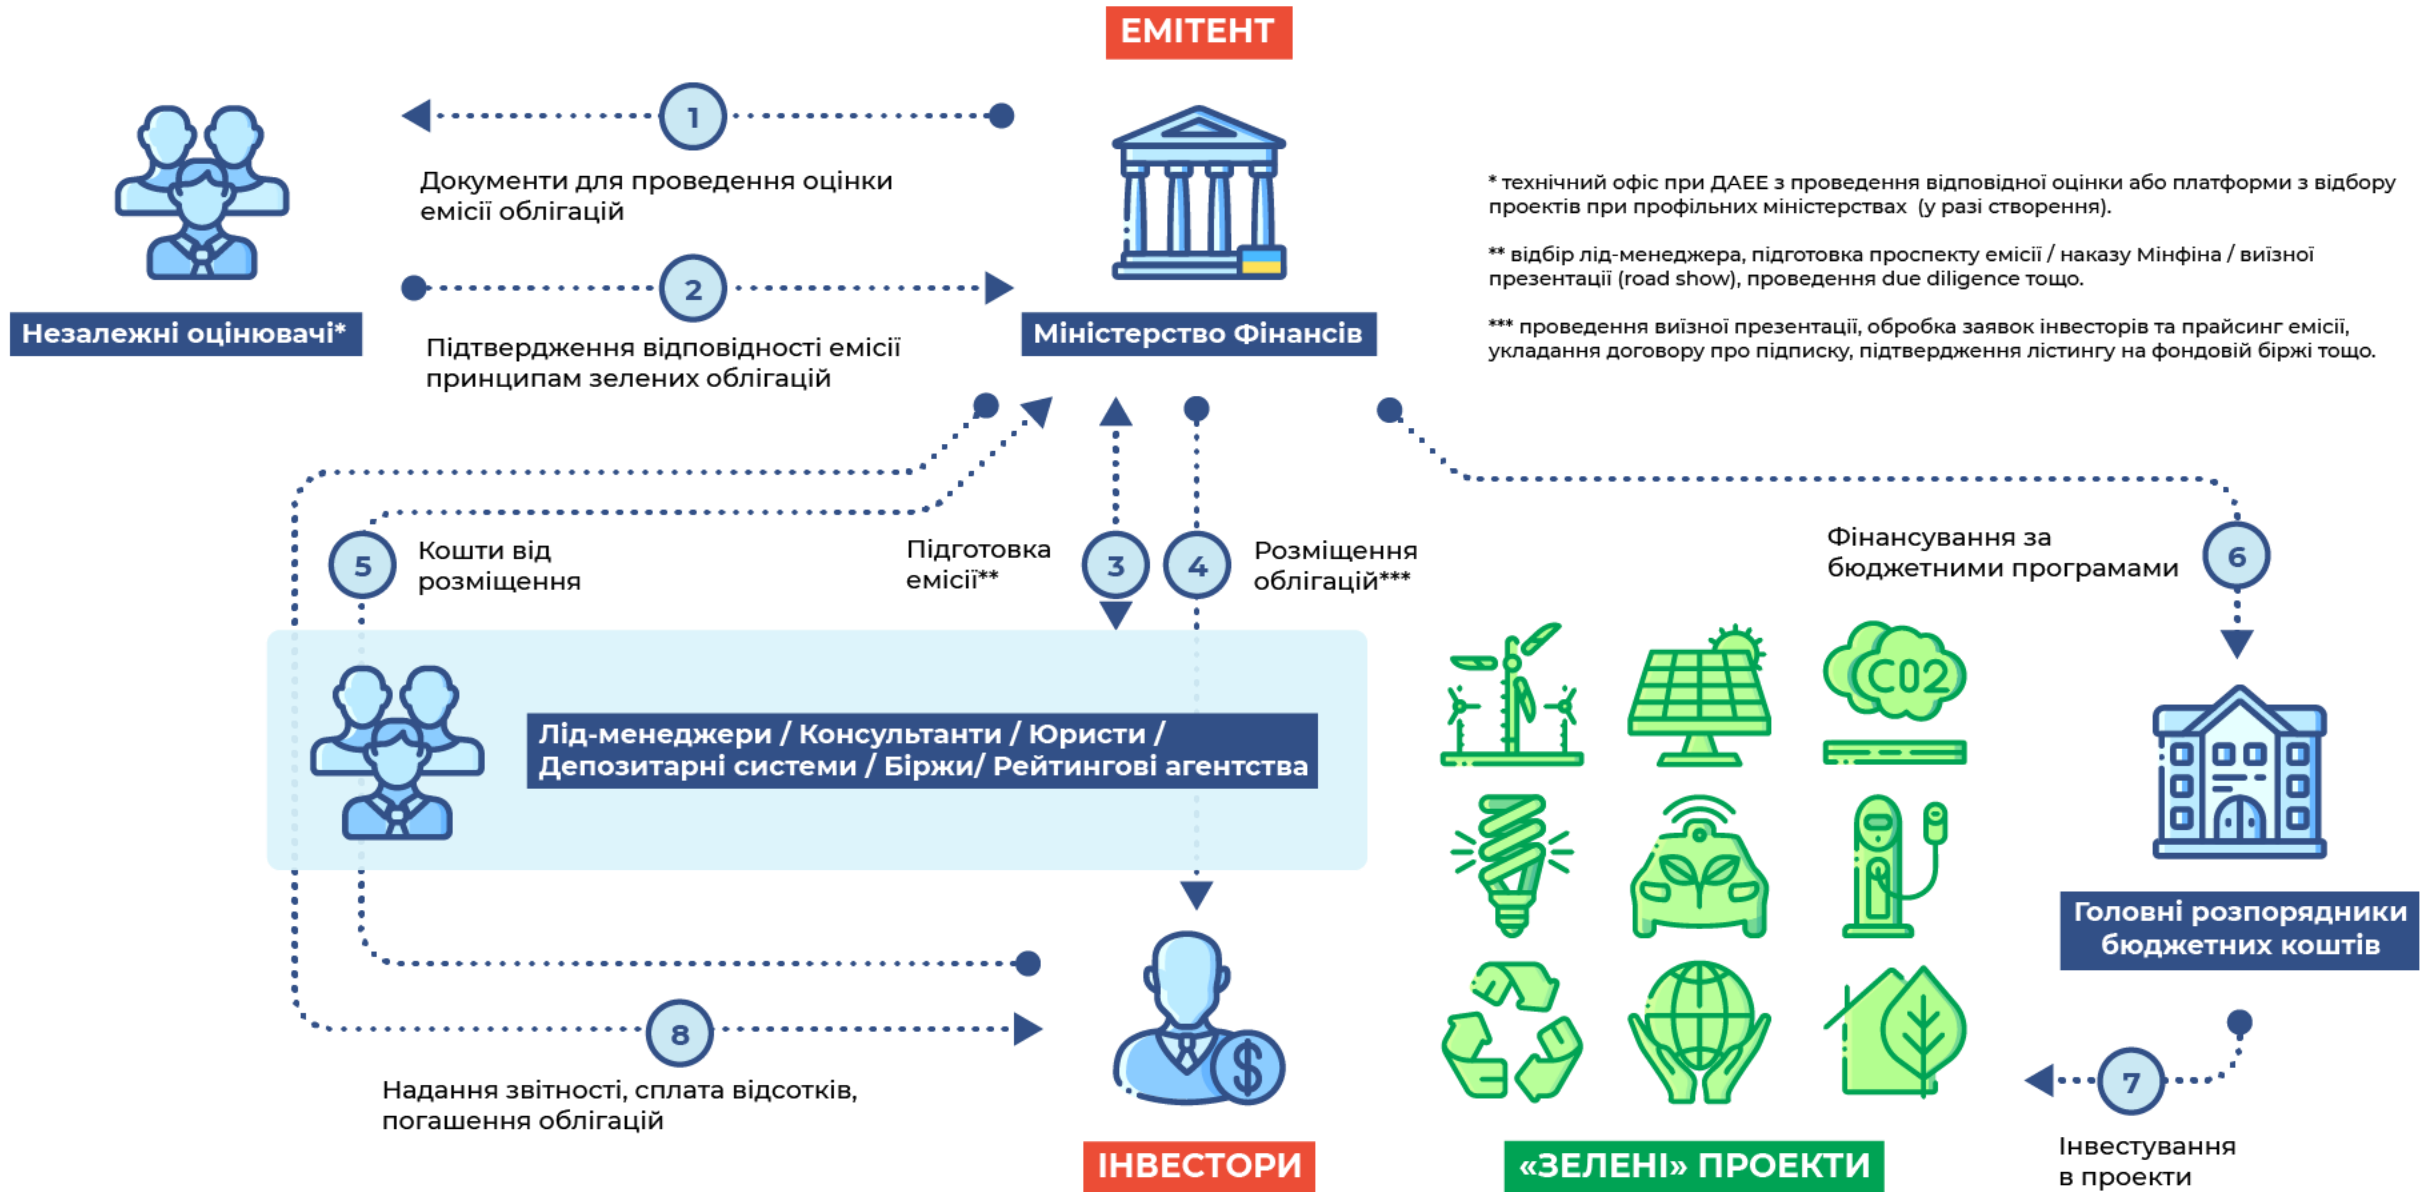 ЕМІТЕНТ
1
Документи для проведення оцінки
емісії облігацій
2
Підтвердження відповідності емісії
принципам зелених облігацій
Незалежні оцінювачі*
Міністерство Фінансів
* технічний офіс при ДАЕЕ з проведення відповідної оцінки або платформи з відбору
проектів при профільних міністерствах (у разі створення).
** відбір лід-менеджера, підготовка проспекту емісії / наказу Мінфіна / виїзної
презентації (road show), проведення due diligence тощо.
*** проведення виїзної презентації, обробка заявок інвесторів та прайсинг емісії,
укладання договору про підписку, підтвердження лістингу на фондовій біржі тощо.
5
Кошти від
розміщення
Підготовка
емісії**
3
4
Розміщення
облігацій***
Фінансування за
бюджетними програмами
6
Лід-менеджери / Консультанти / Юристи /
Депозитарні системи / Біржи/ Рейтингові агентства
CO2
Головні розпорядники
бюджетних коштів
8
Надання звітності, сплата відсотків,
погашення облігацій
$
7
Інвестування
в проекти
ІНВЕСТОРИ
«ЗЕЛЕНІ» ПРОЕКТИ